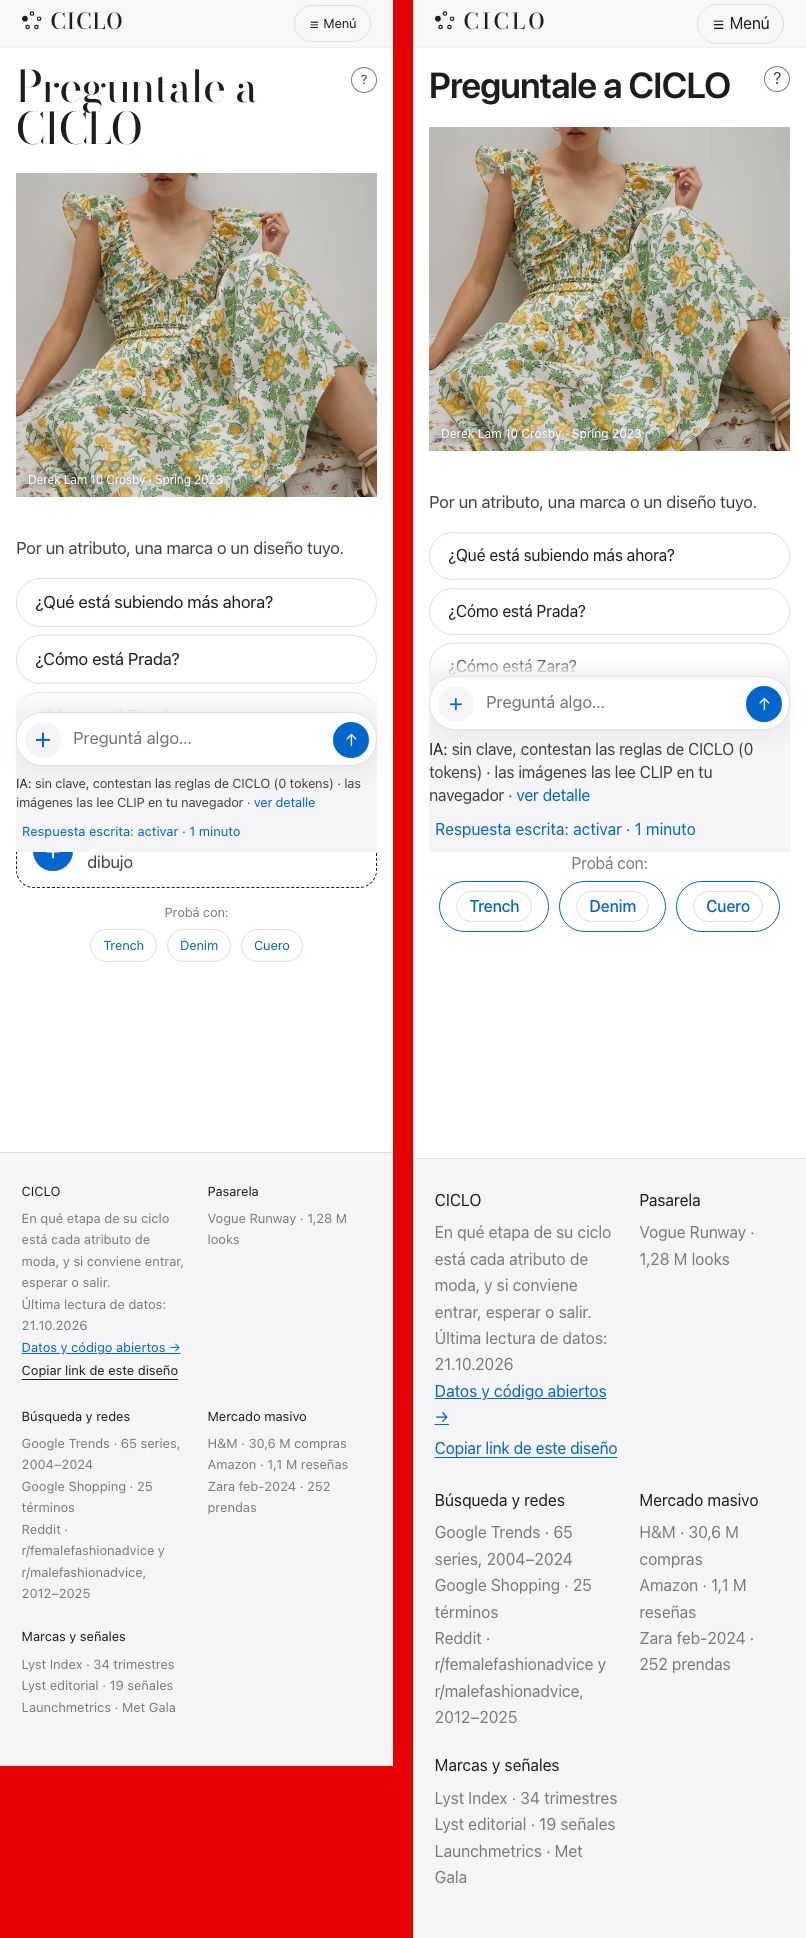 CICLO
≡ Menú
Preguntale a
CICLO
?
Derek Lam 10 Crosby · Spring 2023
Por un atributo, una marca o un diseño tuyo.
¿Qué está subiendo más ahora?
¿Cómo está Prada?
+ Preguntá algo... ↑
IA: sin clave, contestan las reglas de CICLO (0 tokens) · las
imágenes las lee CLIP en tu navegador · ver detalle
Respuesta escrita: activar · 1 minuto
dibujo
Probá con:
Trench Denim Cuero
CICLO
En qué etapa de su ciclo
está cada atributo de
moda, y si conviene entrar,
esperar o salir.
Última lectura de datos:
21.10.2026
Datos y código abiertos →
Copiar link de este diseño
Pasarela
Vogue Runway · 1,28 M
looks
Búsqueda y redes
Google Trends · 65 series,
2004–2024
Google Shopping · 25
términos
Reddit ·
r/femalefashionadvice y
r/malefashionadvice,
2012–2025
Mercado masivo
H&M · 30,6 M compras
Amazon · 1,1 M reseñas
Zara feb-2024 · 252
prendas
Marcas y señales
Lyst Index · 34 trimestres
Lyst editorial · 19 señales
Launchmetrics · Met Gala
CICLO
≡ Menú
Preguntale a CICLO
?
Derek Lam 10 Crosby · Spring 2023
Por un atributo, una marca o un diseño tuyo.
¿Qué está subiendo más ahora?
¿Cómo está Prada?
¿Cómo está Zara?
+ Preguntá algo... ↑
IA: sin clave, contestan las reglas de CICLO (0
tokens) · las imágenes las lee CLIP en tu
navegador · ver detalle
Respuesta escrita: activar · 1 minuto
Probá con:
Trench Denim Cuero
CICLO
En qué etapa de su ciclo
está cada atributo de
moda, y si conviene
entrar, esperar o salir.
Última lectura de datos:
21.10.2026
Datos y código abiertos
→
Copiar link de este diseño
Pasarela
Vogue Runway ·
1,28 M looks
Búsqueda y redes
Google Trends · 65
series, 2004–2024
Google Shopping · 25
términos
Reddit ·
r/femalefashionadvice y
r/malefashionadvice,
2012–2025
Mercado masivo
H&M · 30,6 M
compras
Amazon · 1,1 M
reseñas
Zara feb-2024 ·
252 prendas
Marcas y señales
Lyst Index · 34 trimestres
Lyst editorial · 19 señales
Launchmetrics · Met
Gala